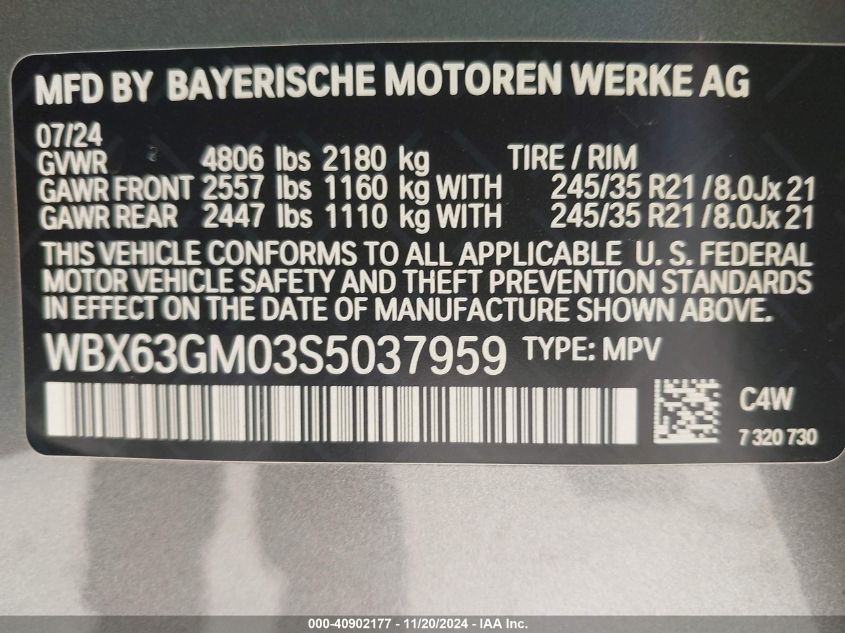 MFD BY BAYERISCHE MOTOREN WERKE AG
07/24
GVWR 4806 lbs 2180 kg TIRE / RIM
GAWR FRONT 2557 lbs 1160 kg WITH 245/35 R21 /8.0Jx 21
GAWR REAR 2447 lbs 1110 kg WITH 245/35 R21 /8.0Jx 21
THIS VEHICLE CONFORMS TO ALL APPLICABLE U. S. FEDERAL
MOTOR VEHICLE SAFETY AND THEFT PREVENTION STANDARDS
IN EFFECT ON THE DATE OF MANUFACTURE SHOWN ABOVE.
WBX63GM03S5037959 TYPE: MPV
C4W
7 320 730
000-40902177 - 11/20/2024 - IAA Inc.